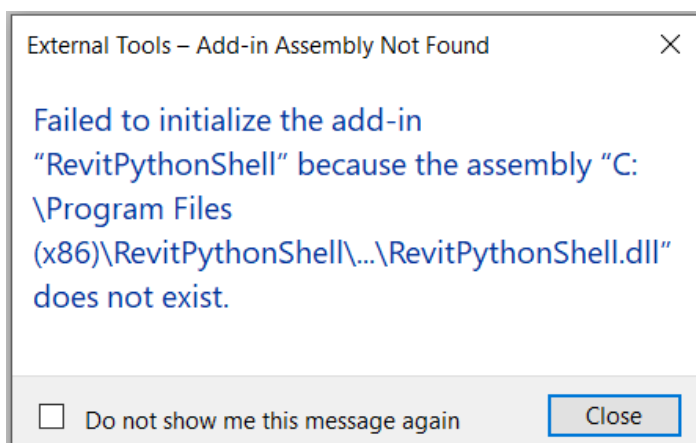 External Tools – Add-in Assembly Not Found
Failed to initialize the add-in
“RevitPythonShell” because the assembly “C:
\Program Files
(x86)\RevitPythonShell\...\RevitPythonShell.dll”
does not exist.
Do not show me this message again
Close